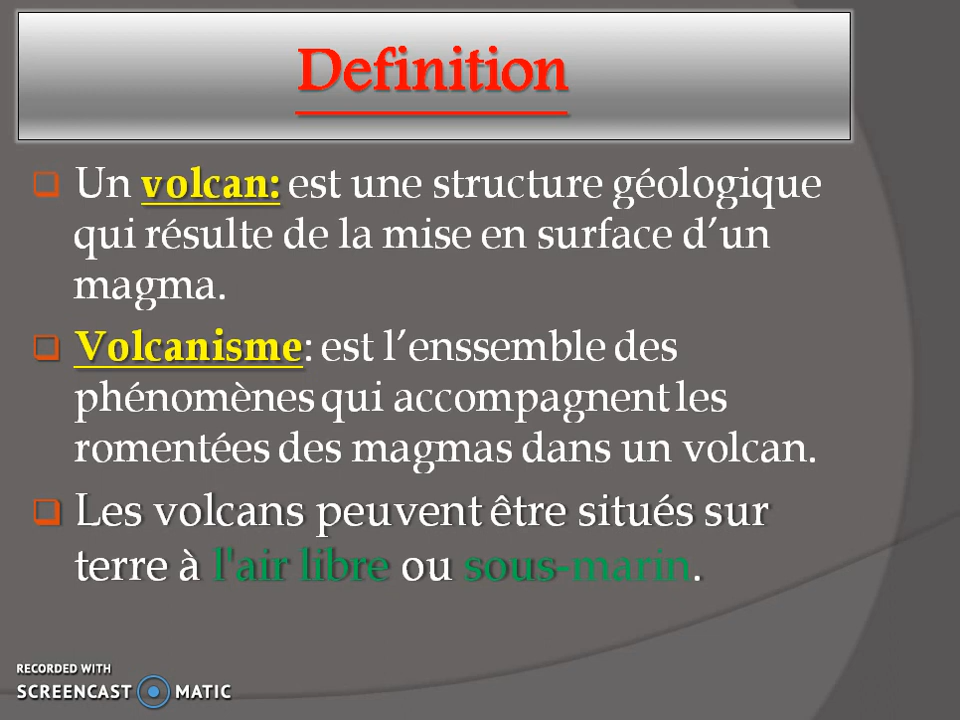 Definition
Un volcan: est une structure géologique
qui résulte de la mise en surface d’un
magma.
Volcanisme: est l’enssemble des
phénomènes qui accompagnent les
romentées des magmas dans un volcan.
Les volcans peuvent être situés sur
terre à l'air libre ou sous-marin.
RECORDED WITH
SCREENCAST MATIC